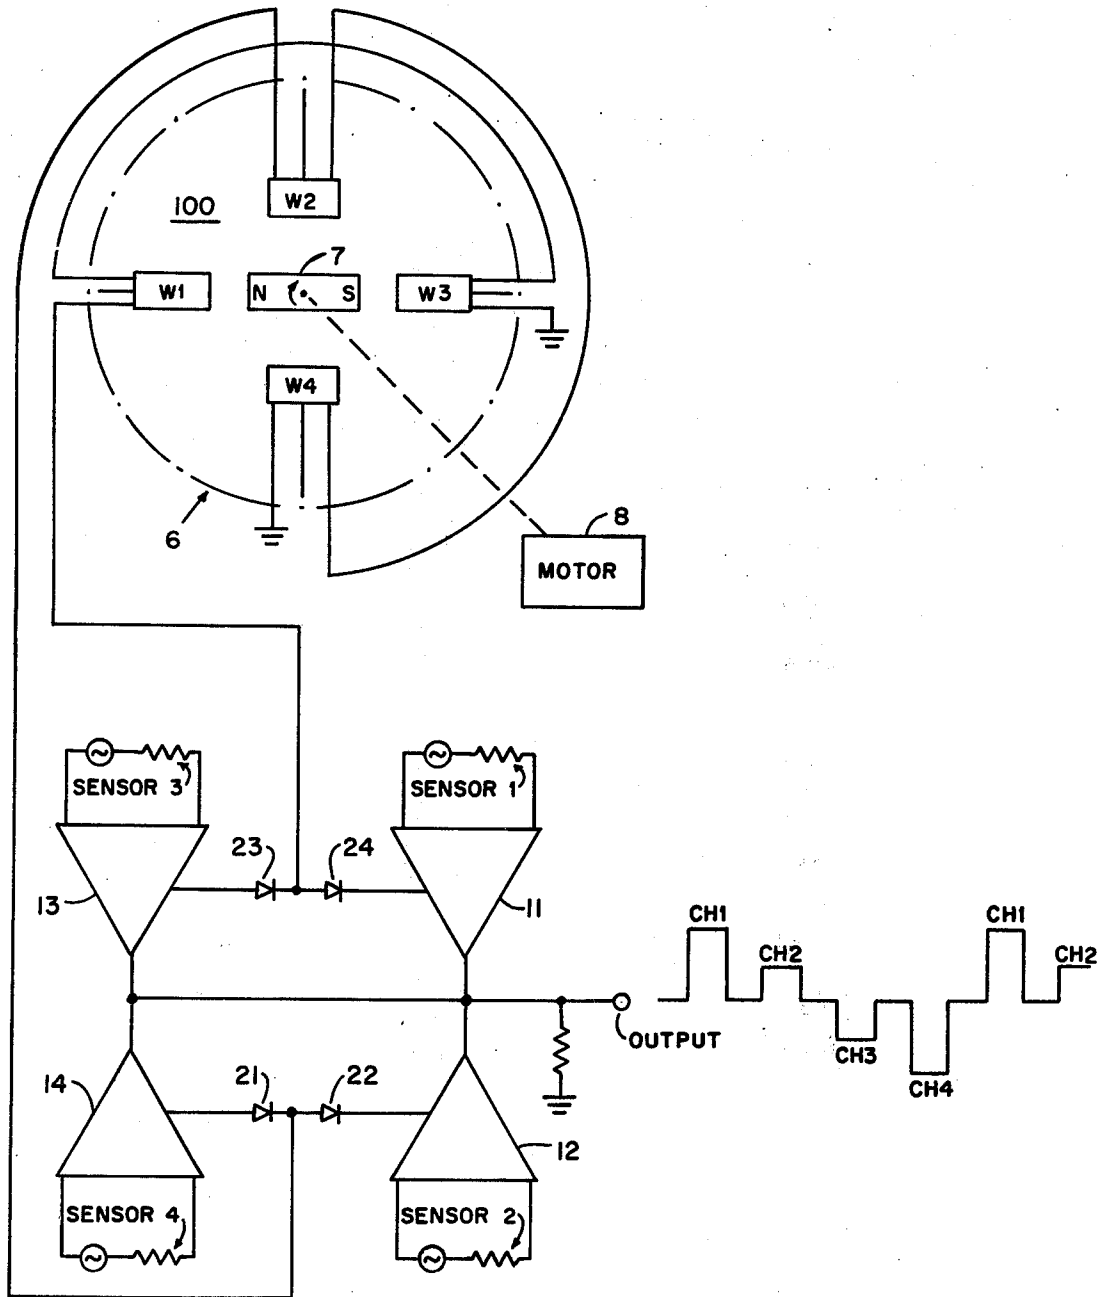 W2
100
7
W1
N
S
W3
W4
6
8
MOTOR
SENSOR 3
SENSOR 1
23
24
13
11
CH1
CH1
CH2
CH2
OUTPUT
CH3
CH4
14
21
22
12
SENSOR 4
SENSOR 2